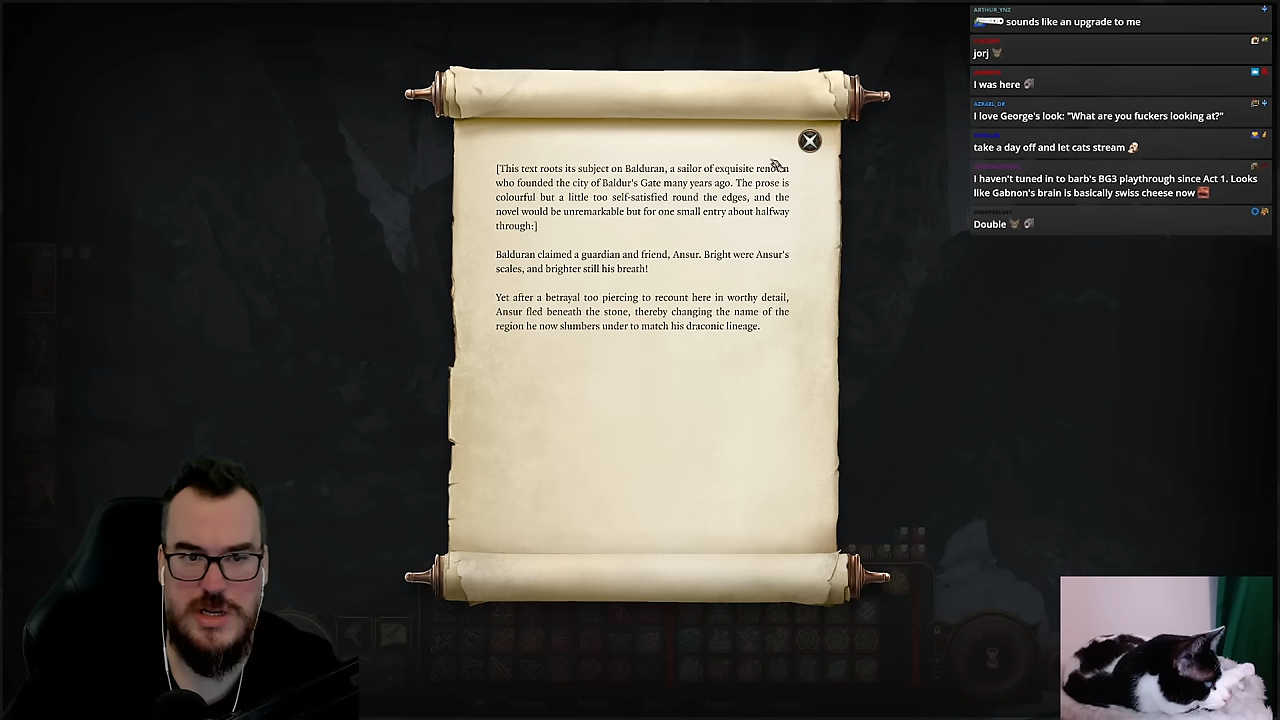 ARTHUR_YNZ
sounds like an upgrade to me
jorj
I was here
AZRAEL_DR
I love George's look: "What are you fuckers looking at?"
take a day off and let cats stream
I haven't tuned in to barb's BG3 playthrough since Act 1. Looks
like Gabnon's brain is basically swiss cheese now
Double
[This text roots its subject on Balduran, a sailor of exquisite renown
who founded the city of Baldur's Gate many years ago. The prose is
colourful but a little too self-satisfied round the edges, and the
novel would be unremarkable but for one small entry about halfway
through:]
Balduran claimed a guardian and friend, Ansur. Bright were Ansur's
scales, and brighter still his breath!
Yet after a betrayal too piercing to recount here in worthy detail,
Ansur fled beneath the stone, thereby changing the name of the
region he now slumbers under to match his draconic lineage.